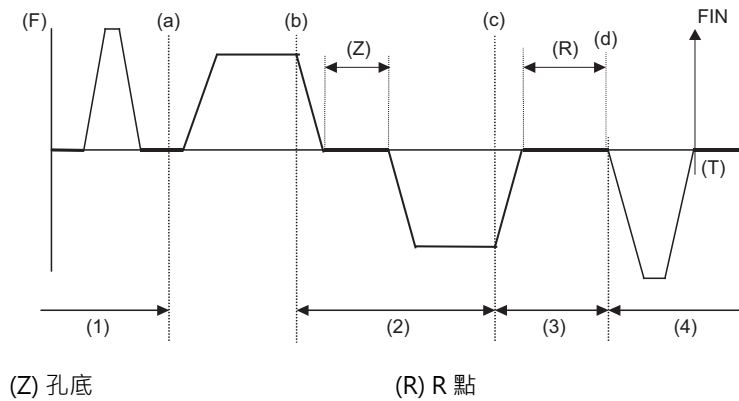 (F)
(a)
(b)
(c)
(d)
FIN
(Z)
(R)
(T)
(1)
(2)
(3)
(4)
(Z) 孔底
(R) R 點